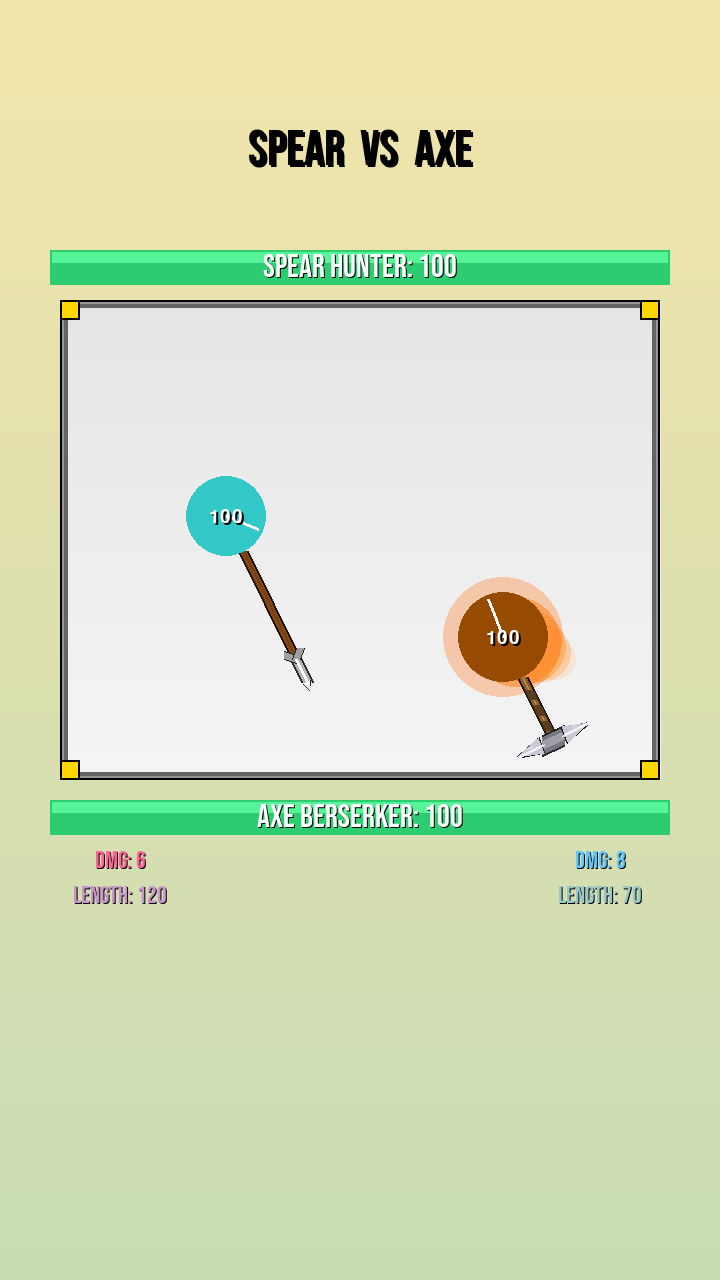 SPEAR VS AXE
SPEAR HUNTER: 100
100
100
AXE BERSERKER: 100
DMG: 6
DMG: 8
LENGTH: 120
LENGTH: 70